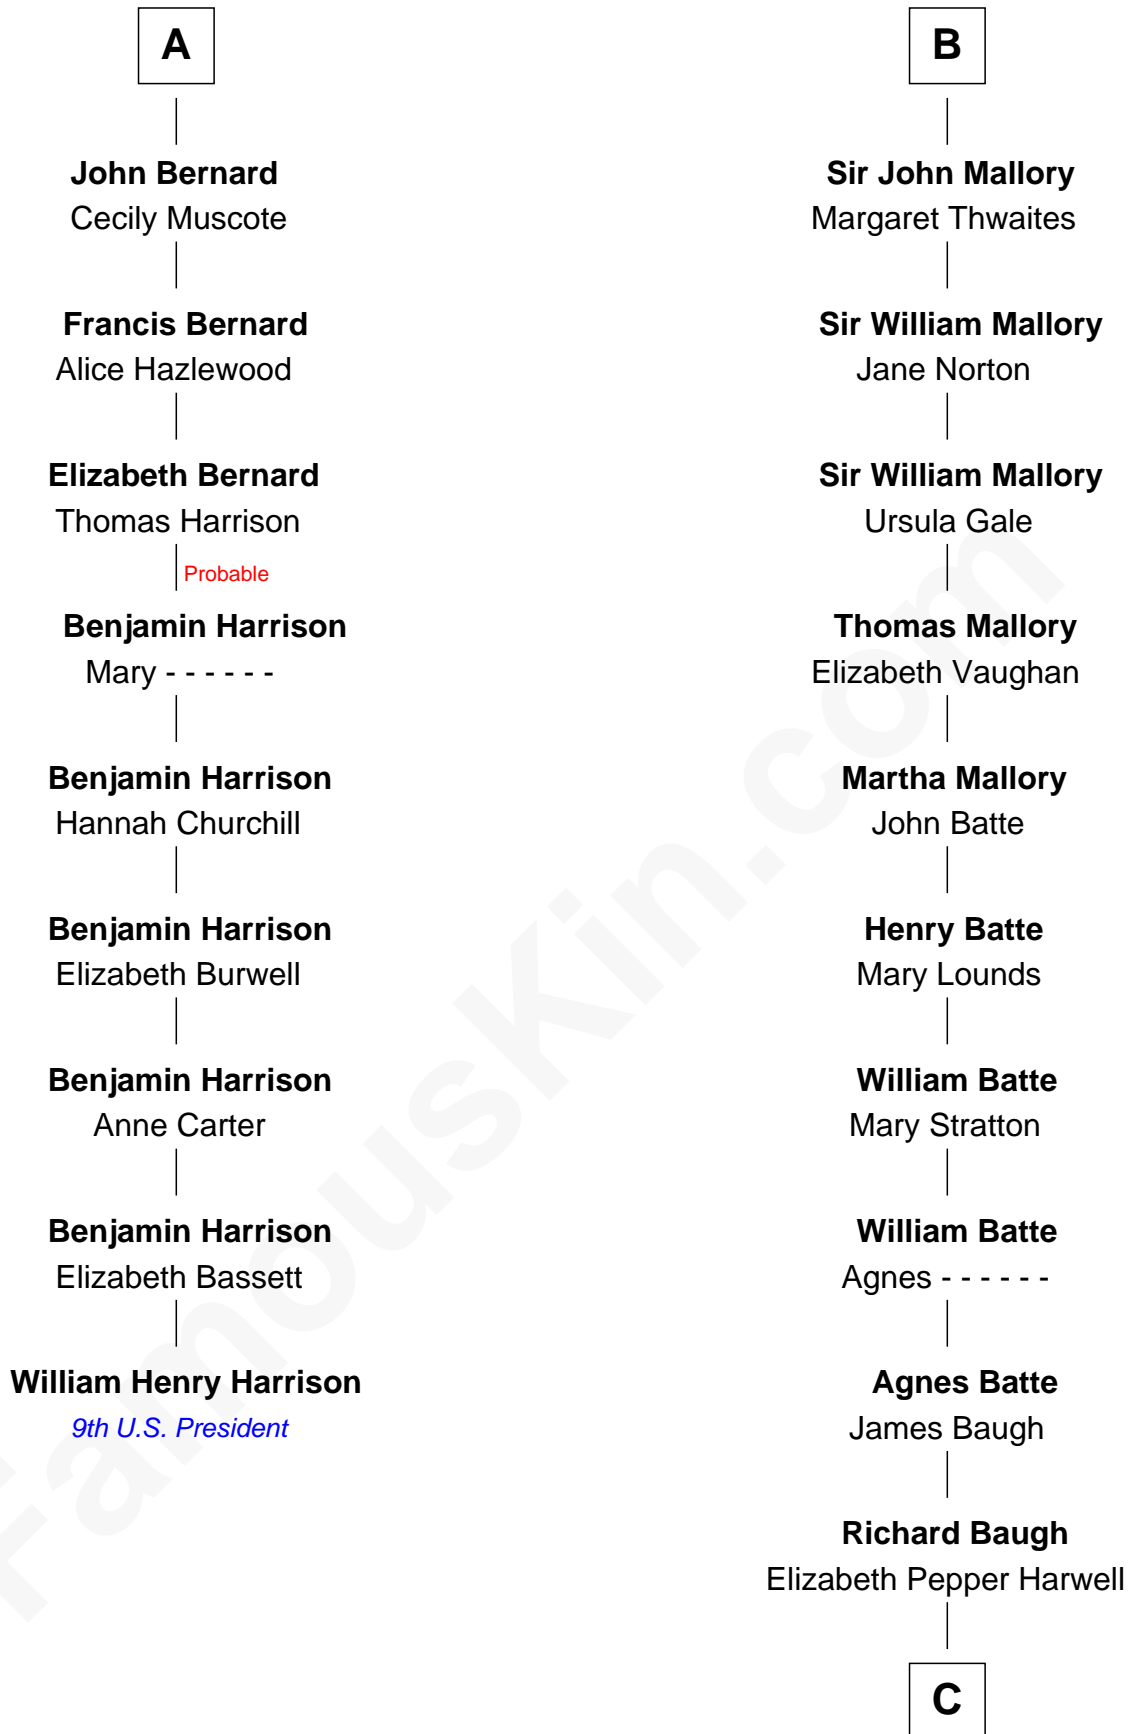 A
John Bernard
Cecily Muscote
Francis Bernard
Alice Hazlewood
Elizabeth Bernard
Thomas Harrison
Probable
Benjamin Harrison
Mary - - - - - -
Benjamin Harrison
Hannah Churchill
Benjamin Harrison
Elizabeth Burwell
Benjamin Harrison
Anne Carter
Benjamin Harrison
Elizabeth Bassett
William Henry Harrison
9th U.S. President
B
Sir John Mallory
Margaret Thwaites
Sir William Mallory
Jane Norton
Sir William Mallory
Ursula Gale
Thomas Mallory
Elizabeth Vaughan
Martha Mallory
John Batte
Henry Batte
Mary Lounds
William Batte
Mary Stratton
William Batte
Agnes - - - - - -
Agnes Batte
James Baugh
Richard Baugh
Elizabeth Pepper Harwell
C
FamousKin.com